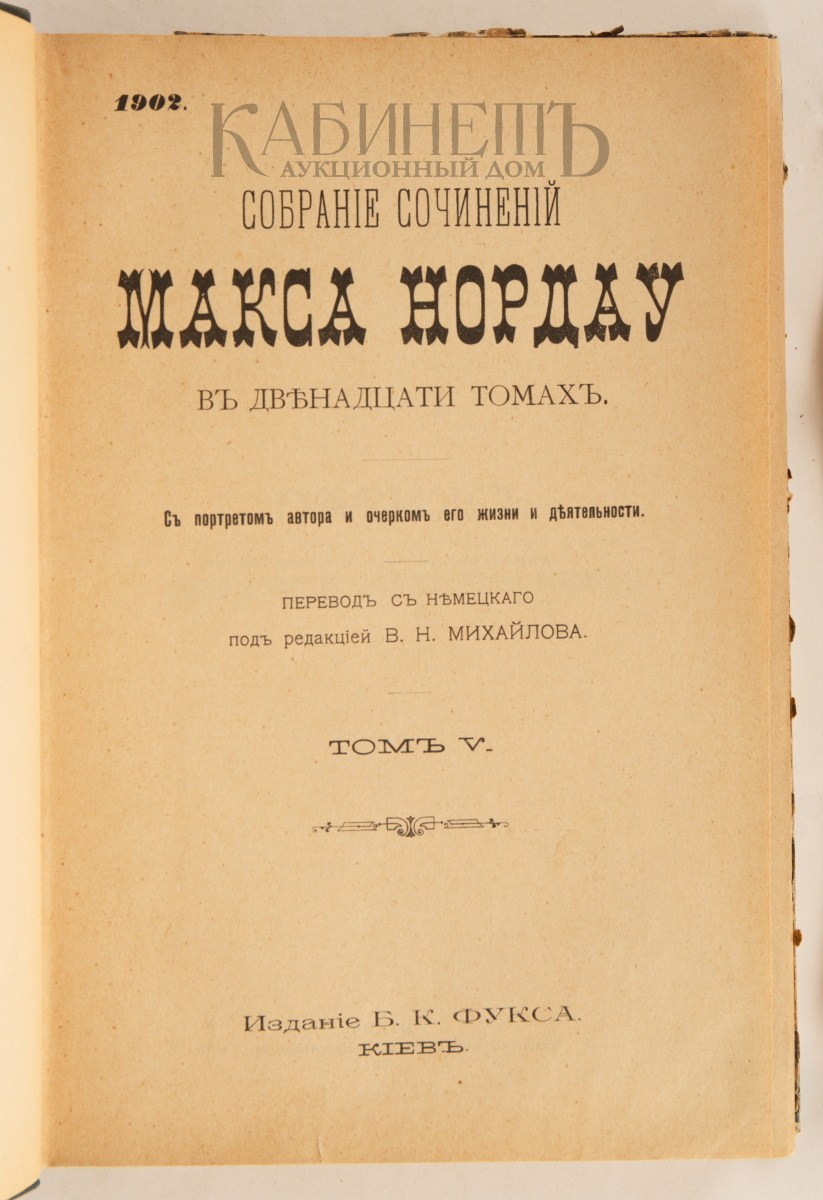 1902.
КАБИНЕТЪ
АУКЦИОННЫЙ ДОМ
СОБРАНІЕ СОЧИНЕНІЙ
МАКСА НОРДАУ
ВЪ ДВѢНАДЦАТИ ТОМАХЪ.
Съ портретомъ автора и очеркомъ его жизни и дѣятельности.
ПЕРЕВОДЪ СЪ НѢМЕЦКАГО
подъ редакціей В. Н. МИХАЙЛОВА.
ТОМЪ V.
Изданіе Б. К. ФУКСА.
КІЕВЪ.